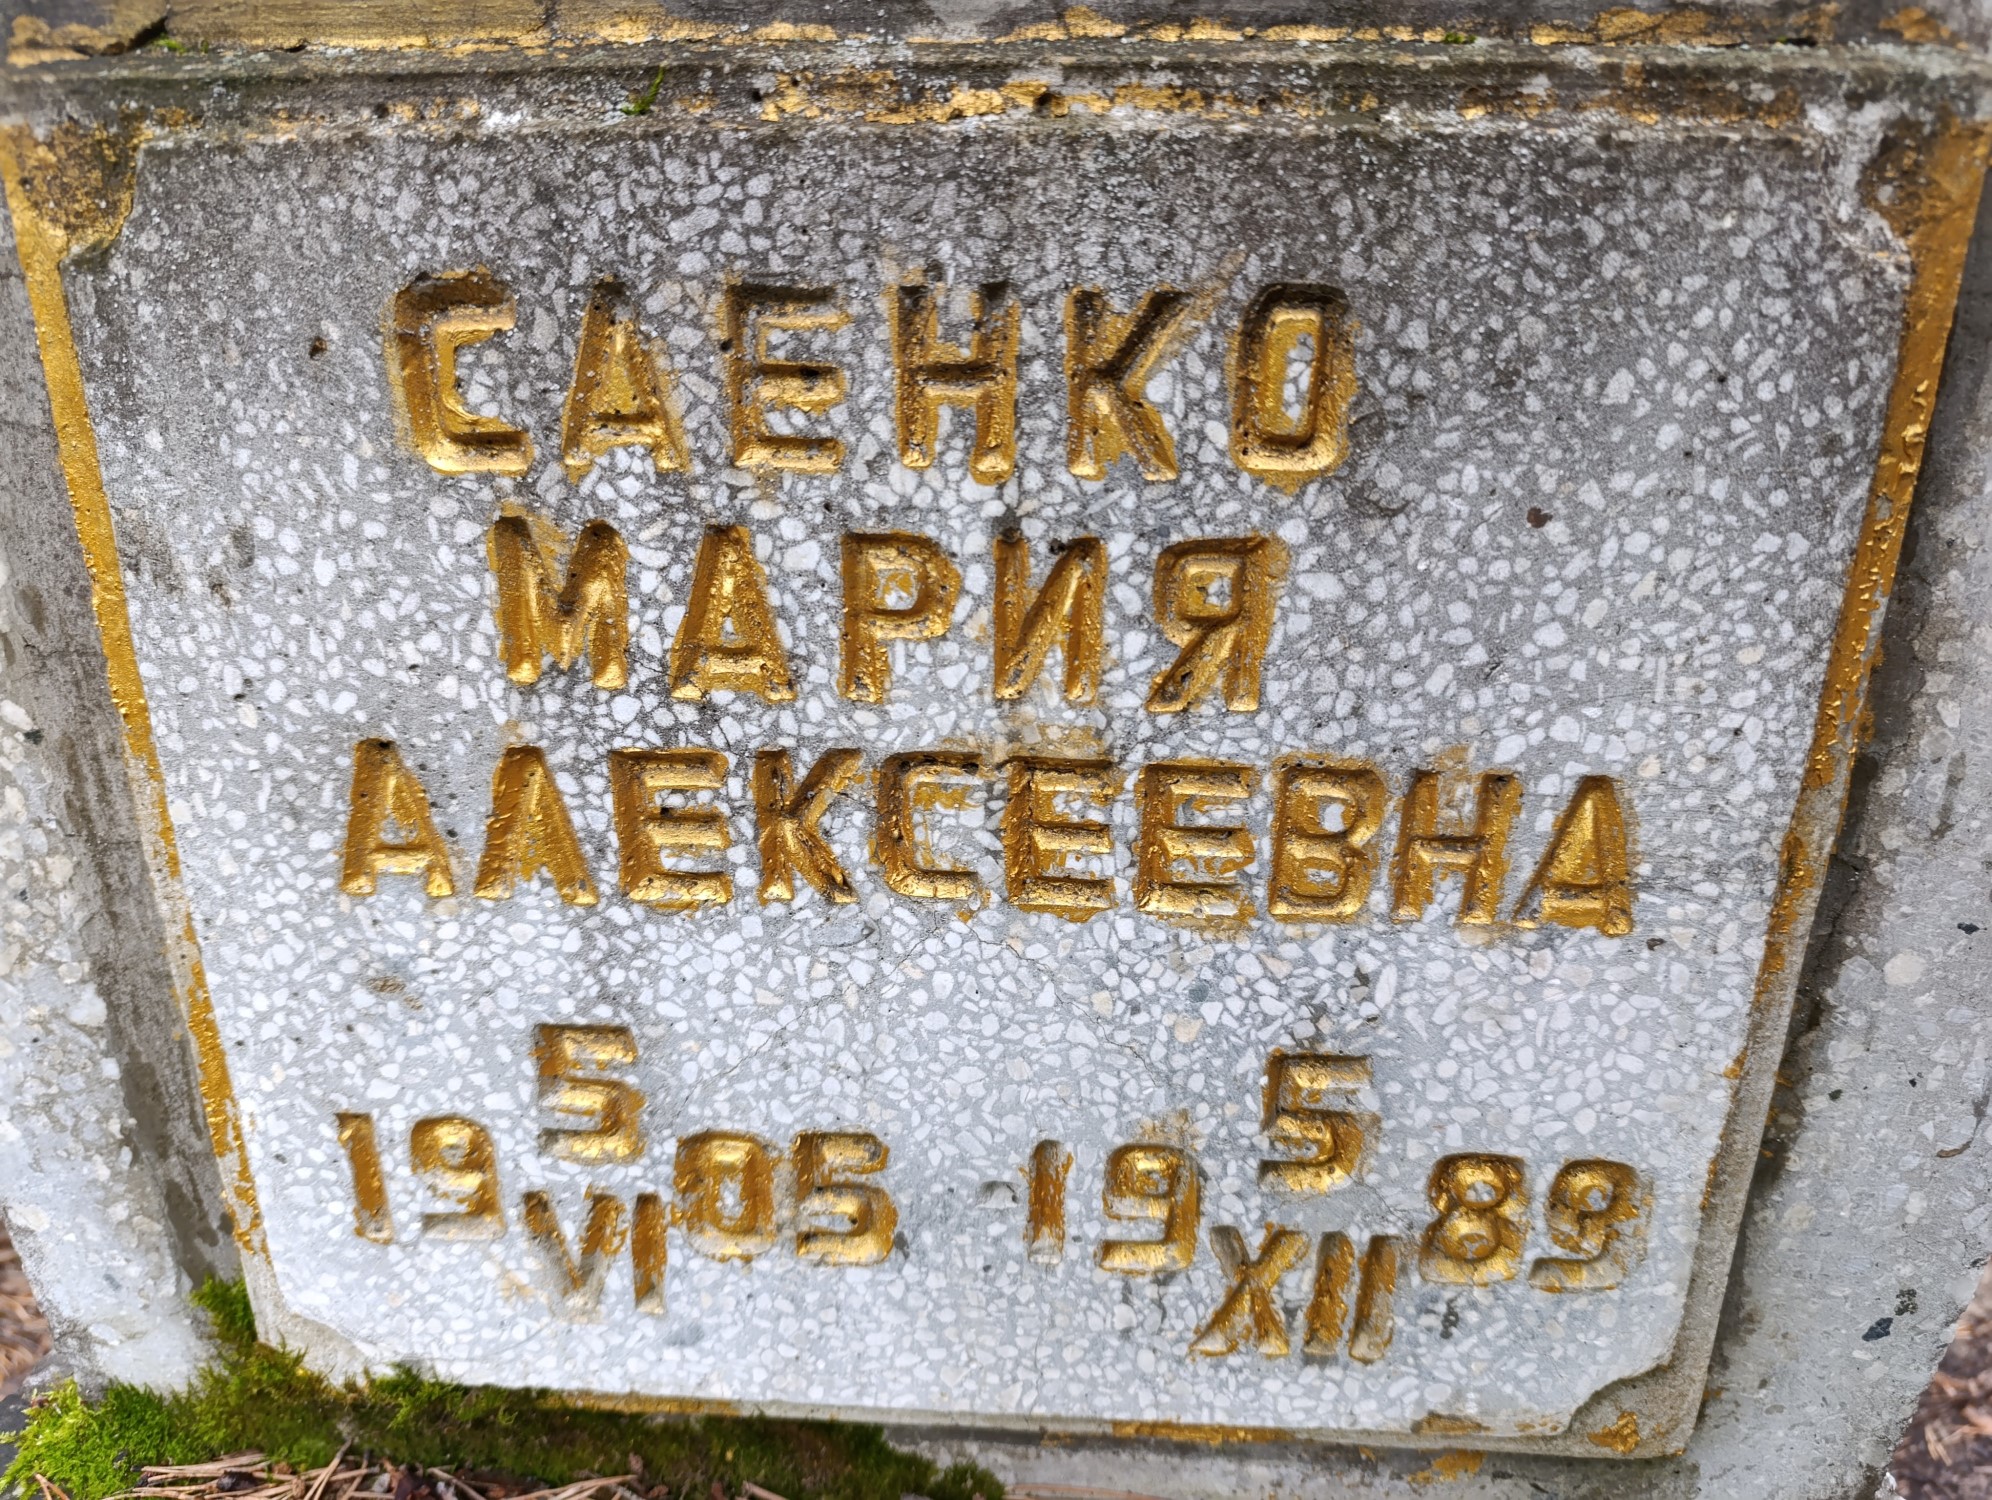 САЕНКО
МАРИЯ
АЛЕКСЕЕВНА
19 5/VI 05 19 5/XII 89